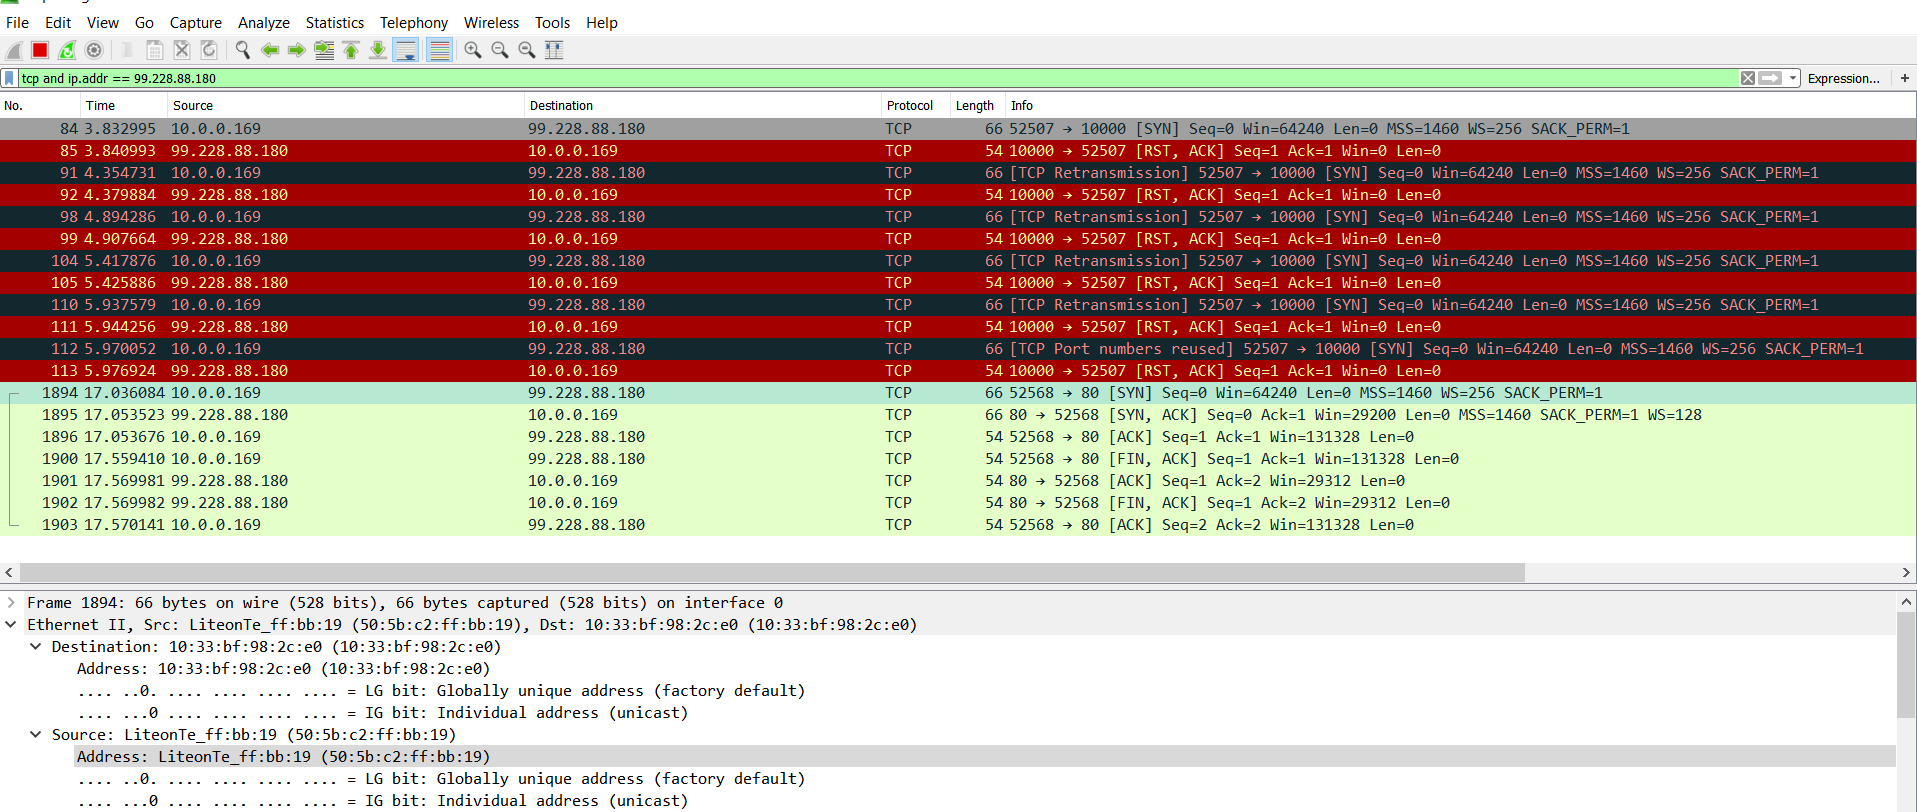 File Edit View Go Capture Analyze Statistics Telephony Wireless Tools Help
tcp and ip.addr == 99.228.88.180 Expression... +
No. Time Source Destination Protocol Length Info
84 3.832995 10.0.0.169 99.228.88.180 TCP 66 52507 → 10000 [SYN] Seq=0 Win=64240 Len=0 MSS=1460 WS=256 SACK_PERM=1
85 3.840993 99.228.88.180 10.0.0.169 TCP 54 10000 → 52507 [RST, ACK] Seq=1 Ack=1 Win=0 Len=0
91 4.354731 10.0.0.169 99.228.88.180 TCP 66 [TCP Retransmission] 52507 → 10000 [SYN] Seq=0 Win=64240 Len=0 MSS=1460 WS=256 SACK_PERM=1
92 4.379884 99.228.88.180 10.0.0.169 TCP 54 10000 → 52507 [RST, ACK] Seq=1 Ack=1 Win=0 Len=0
98 4.894286 10.0.0.169 99.228.88.180 TCP 66 [TCP Retransmission] 52507 → 10000 [SYN] Seq=0 Win=64240 Len=0 MSS=1460 WS=256 SACK_PERM=1
99 4.907664 99.228.88.180 10.0.0.169 TCP 54 10000 → 52507 [RST, ACK] Seq=1 Ack=1 Win=0 Len=0
104 5.417876 10.0.0.169 99.228.88.180 TCP 66 [TCP Retransmission] 52507 → 10000 [SYN] Seq=0 Win=64240 Len=0 MSS=1460 WS=256 SACK_PERM=1
105 5.425886 99.228.88.180 10.0.0.169 TCP 54 10000 → 52507 [RST, ACK] Seq=1 Ack=1 Win=0 Len=0
110 5.937579 10.0.0.169 99.228.88.180 TCP 66 [TCP Retransmission] 52507 → 10000 [SYN] Seq=0 Win=64240 Len=0 MSS=1460 WS=256 SACK_PERM=1
111 5.944256 99.228.88.180 10.0.0.169 TCP 54 10000 → 52507 [RST, ACK] Seq=1 Ack=1 Win=0 Len=0
112 5.970052 10.0.0.169 99.228.88.180 TCP 66 [TCP Port numbers reused] 52507 → 10000 [SYN] Seq=0 Win=64240 Len=0 MSS=1460 WS=256 SACK_PERM=1
113 5.976924 99.228.88.180 10.0.0.169 TCP 54 10000 → 52507 [RST, ACK] Seq=1 Ack=1 Win=0 Len=0
1894 17.036084 10.0.0.169 99.228.88.180 TCP 66 52568 → 80 [SYN] Seq=0 Win=64240 Len=0 MSS=1460 WS=256 SACK_PERM=1
1895 17.053523 99.228.88.180 10.0.0.169 TCP 66 80 → 52568 [SYN, ACK] Seq=0 Ack=1 Win=29200 Len=0 MSS=1460 SACK_PERM=1 WS=128
1896 17.053676 10.0.0.169 99.228.88.180 TCP 54 52568 → 80 [ACK] Seq=1 Ack=1 Win=131328 Len=0
1900 17.559410 10.0.0.169 99.228.88.180 TCP 54 52568 → 80 [FIN, ACK] Seq=1 Ack=1 Win=131328 Len=0
1901 17.569981 99.228.88.180 10.0.0.169 TCP 54 80 → 52568 [ACK] Seq=1 Ack=2 Win=29312 Len=0
1902 17.569982 99.228.88.180 10.0.0.169 TCP 54 80 → 52568 [FIN, ACK] Seq=1 Ack=2 Win=29312 Len=0
1903 17.570141 10.0.0.169 99.228.88.180 TCP 54 52568 → 80 [ACK] Seq=2 Ack=2 Win=131328 Len=0
Frame 1894: 66 bytes on wire (528 bits), 66 bytes captured (528 bits) on interface 0
Ethernet II, Src: LiteonTe_ff:bb:19 (50:5b:c2:ff:bb:19), Dst: 10:33:bf:98:2c:e0 (10:33:bf:98:2c:e0)
Destination: 10:33:bf:98:2c:e0 (10:33:bf:98:2c:e0)
Address: 10:33:bf:98:2c:e0 (10:33:bf:98:2c:e0)
.... ..0. .... .... .... .... = LG bit: Globally unique address (factory default)
.... ...0 .... .... .... .... = IG bit: Individual address (unicast)
Source: LiteonTe_ff:bb:19 (50:5b:c2:ff:bb:19)
Address: LiteonTe_ff:bb:19 (50:5b:c2:ff:bb:19)
.... ..0. .... .... .... .... = LG bit: Globally unique address (factory default)
.... ...0 .... .... .... .... = IG bit: Individual address (unicast)